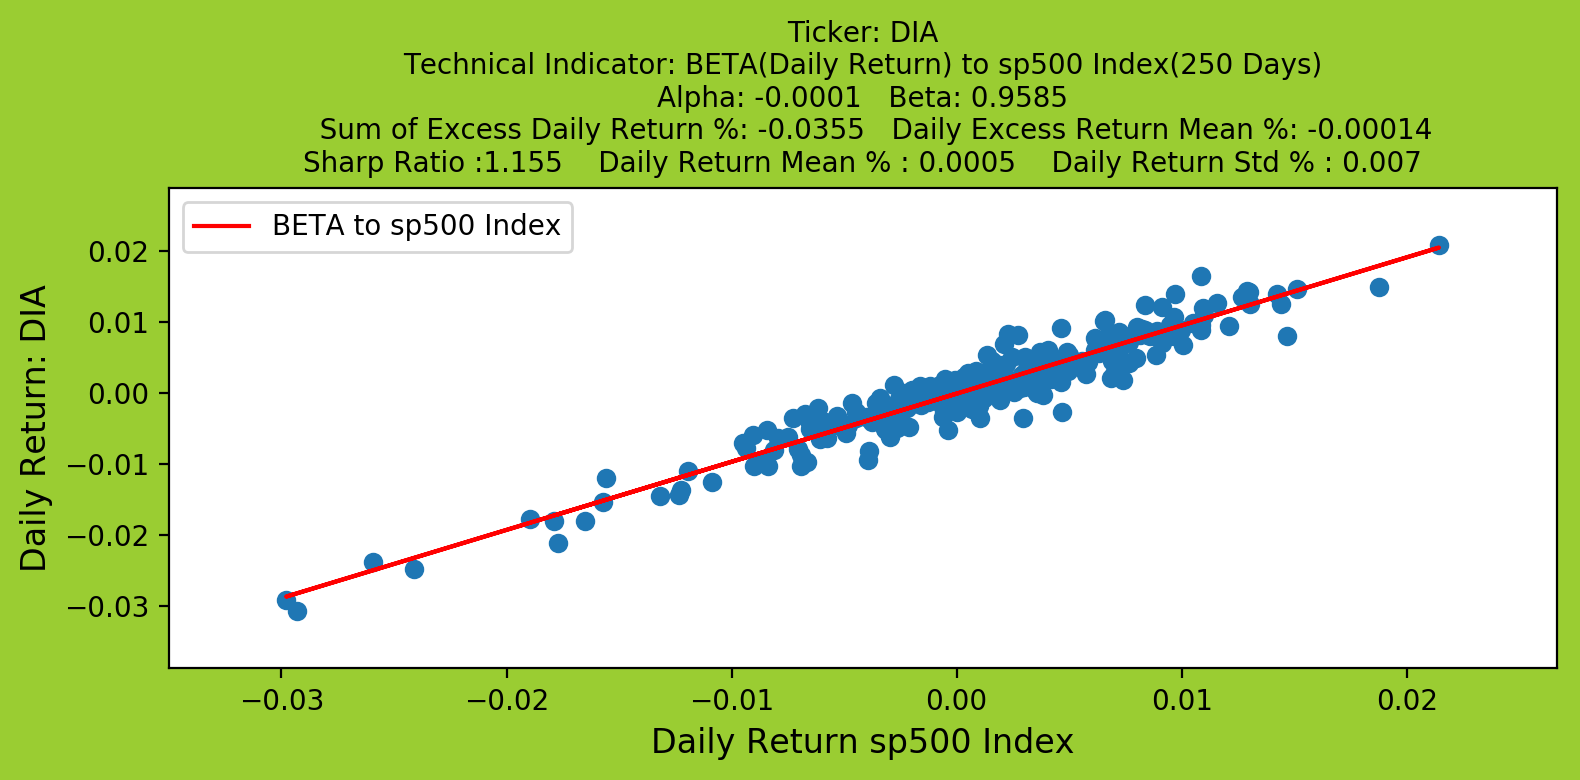 Ticker: DIA
Technical Indicator: BETA(Daily Return) to sp500 Index(250 Days)
Alpha: -0.0001 Beta: 0.9585
Sum of Excess Daily Return %: -0.0355 Daily Excess Return Mean %: -0.00014
Sharp Ratio :1.155 Daily Return Mean % : 0.0005 Daily Return Std % : 0.007
BETA to sp500 Index
Daily Return: DIA
0.02
0.01
0.00
−0.01
−0.02
−0.03
−0.03 −0.02 −0.01 0.00 0.01 0.02
Daily Return sp500 Index